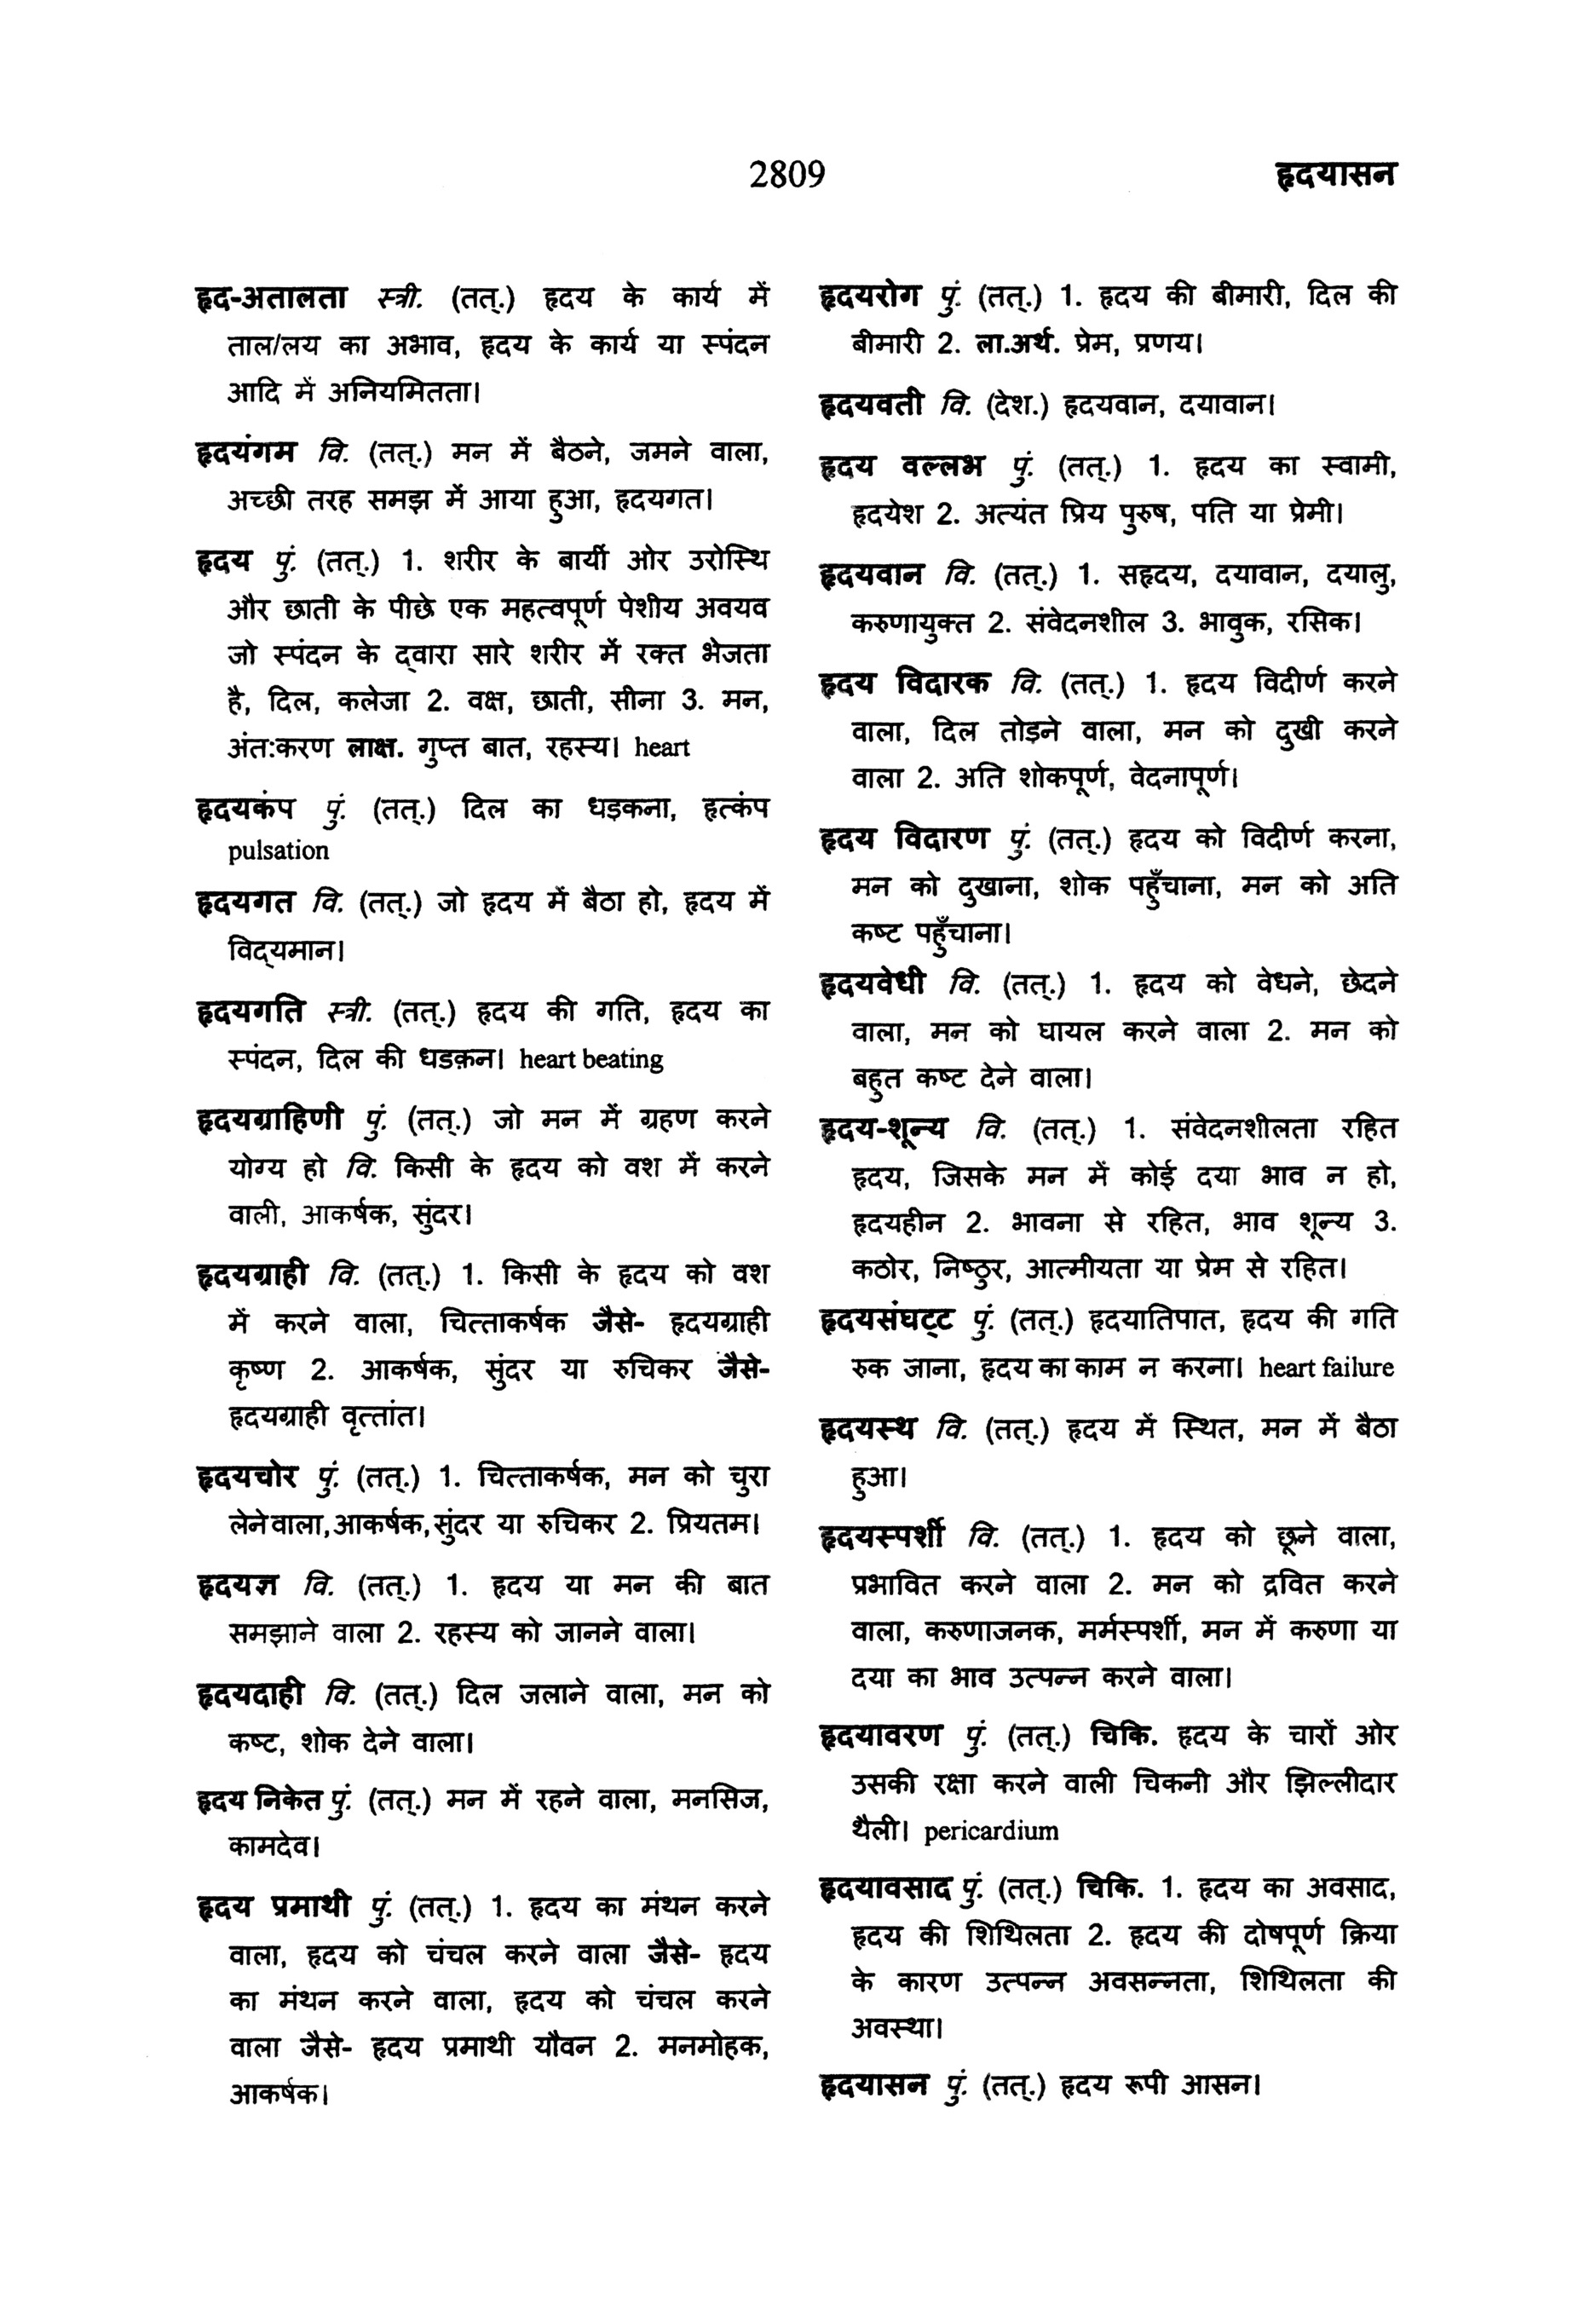 2809
हृदयासन
हृद-अतालता स्त्री. (तत्.) हृदय के कार्य में
ताल/लय का अभाव, हृदय के कार्य या स्पंदन
आदि में अनियमितता।
हृदयंगम वि. (तत्.) मन में बैठने, जमने वाला,
अच्छी तरह समझ में आया हुआ, हृदयगत।
हृदय पुं. (तत्.) 1. शरीर के बायीं ओर उरोस्थि
और छाती के पीछे एक महत्वपूर्ण पेशीय अवयव
जो स्पंदन के द्वारा सारे शरीर में रक्त भेजता
है, दिल, कलेजा 2. वक्ष, छाती, सीना 3. मन,
अंत:करण लाक्ष. गुप्त बात, रहस्य। heart
हृदयकंप पुं. (तत्.) दिल का धड़कना, हृत्कंप
pulsation
हृदयगत वि. (तत्.) जो हृदय में बैठा हो, हृदय में
विद्यमान।
हृदयगति स्त्री. (तत्.) हृदय की गति, हृदय का
स्पंदन, दिल की धडक़न। heart beating
हृदयग्राहिणी पुं. (तत्.) जो मन में ग्रहण करने
योग्य हो वि. किसी के हृदय को वश में करने
वाली, आकर्षक, सुंदर।
हृदयग्राही वि. (तत्.) 1. किसी के हृदय को वश
में करने वाला, चित्ताकर्षक जैसे- हृदयग्राही
कृष्ण 2. आकर्षक, सुंदर या रुचिकर जैसे-
हृदयग्राही वृत्तांत।
हृदयचोर पुं. (तत्.) 1. चित्ताकर्षक, मन को चुरा
लेने वाला, आकर्षक, सुंदर या रुचिकर 2. प्रियतम।
हृदयज्ञ वि. (तत्.) 1. हृदय या मन की बात
समझाने वाला 2. रहस्य को जानने वाला।
हृदयदाही वि. (तत्.) दिल जलाने वाला, मन को
कष्ट, शोक देने वाला।
हृदय निकेत पुं. (तत्.) मन में रहने वाला, मनसिज,
कामदेव।
हृदय प्रमाथी पुं. (तत्.) 1. हृदय का मंथन करने
वाला, हृदय को चंचल करने वाला जैसे- हृदय
का मंथन करने वाला, हृदय को चंचल करने
वाला जैसे- हृदय प्रमाथी यौवन 2. मनमोहक,
आकर्षक।
हृदयरोग पुं. (तत्.) 1. हृदय की बीमारी, दिल की
बीमारी 2. ला.अर्थ. प्रेम, प्रणय।
हृदयवती वि. (देश.) हृदयवान, दयावान।
हृदय वल्लभ पुं. (तत्.) 1. हृदय का स्वामी,
हृदयेश 2. अत्यंत प्रिय पुरुष, पति या प्रेमी।
हृदयवान वि. (तत्.) 1. सहृदय, दयावान, दयालु,
करुणायुक्त 2. संवेदनशील 3. भावुक, रसिक।
हृदय विदारक वि. (तत्.) 1. हृदय विदीर्ण करने
वाला, दिल तोड़ने वाला, मन को दुखी करने
वाला 2. अति शोकपूर्ण, वेदनापूर्ण।
हृदय विदारण पुं. (तत्.) हृदय को विदीर्ण करना,
मन को दुखाना, शोक पहुँचाना, मन को अति
कष्ट पहुँचाना।
हृदयवेधी वि. (तत्.) 1. हृदय को वेधने, छेदने
वाला, मन को घायल करने वाला 2. मन को
बहुत कष्ट देने वाला।
हृदय-शून्य वि. (तत्.) 1. संवेदनशीलता रहित
हृदय, जिसके मन में कोई दया भाव न हो,
हृदयहीन 2. भावना से रहित, भाव शून्य 3.
कठोर, निष्ठुर, आत्मीयता या प्रेम से रहित।
हृदयसंघट्ट पुं. (तत्.) हृदयातिपात, हृदय की गति
रुक जाना, हृदय का काम न करना। heart failure
हृदयस्थ वि. (तत्.) हृदय में स्थित, मन में बैठा
हुआ।
हृदयस्पर्शी वि. (तत्.) 1. हृदय को छूने वाला,
प्रभावित करने वाला 2. मन को द्रवित करने
वाला, करुणाजनक, मर्मस्पर्शी, मन में करुणा या
दया का भाव उत्पन्न करने वाला।
हृदयावरण पुं. (तत्.) चिकि. हृदय के चारों ओर
उसकी रक्षा करने वाली चिकनी और झिल्लीदार
थैली। pericardium
हृदयावसाद पुं. (तत्.) चिकि. 1. हृदय का अवसाद,
हृदय की शिथिलता 2. हृदय की दोषपूर्ण क्रिया
के कारण उत्पन्न अवसन्नता, शिथिलता की
अवस्था।
हृदयासन पुं. (तत्.) हृदय रूपी आसन।